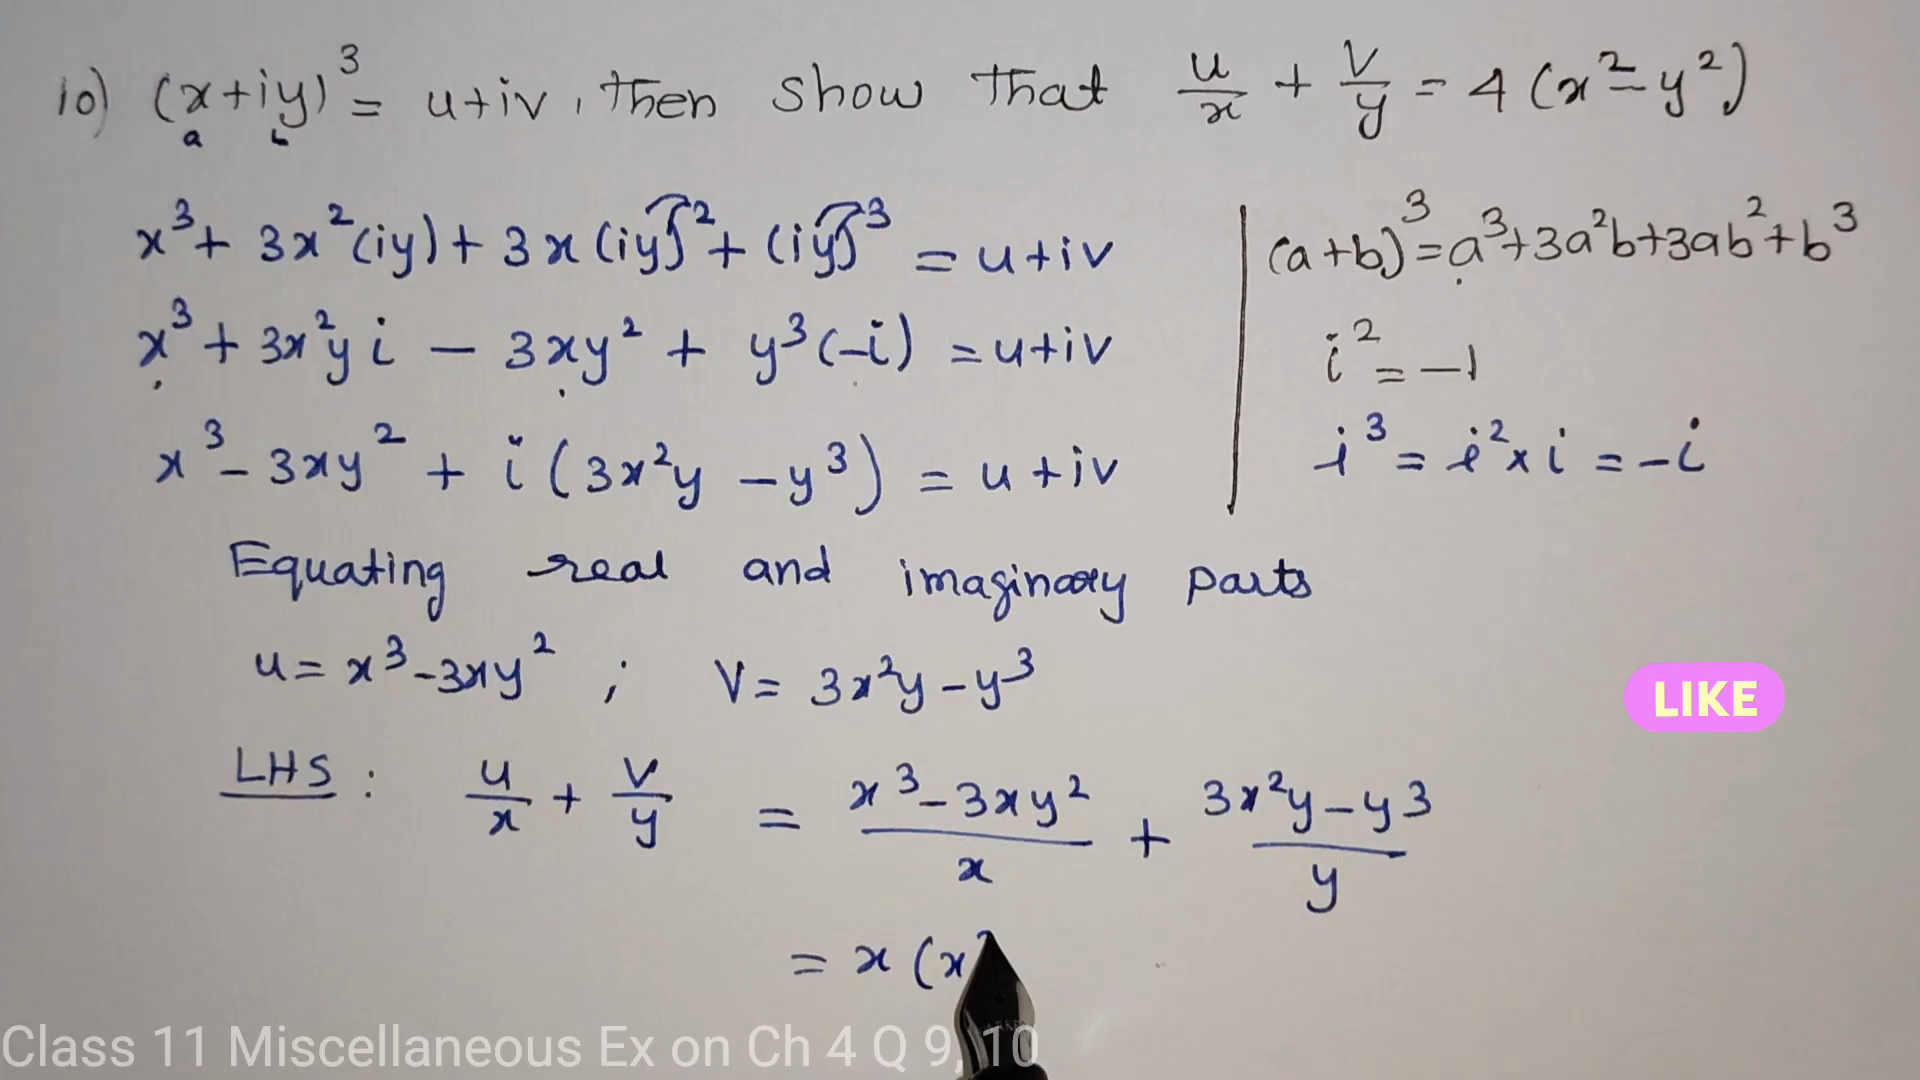 10) (x+iy)³ = u+iv, then show that u/x + v/y = 4(x²-y²)
a b
x³+ 3x²(iy)+3x(iy)²+(iy)³ = u+iv
(a+b)³=a³+3a²b+3ab²+b³
x³+3x²yi - 3xy² + y³(-i) = u+iv
i² = -1
x³-3xy² + i(3x²y - y³) = u+iv
i³ = i²×i = -i
Equating real and imaginary parts
u= x³-3xy² ; V= 3x²y-y³
LIKE
LHS : u/x + v/y = x³-3xy²/x + 3x²y-y³/y
= x (x
Class 11 Miscellaneous Ex on Ch 4 Q 9, 10